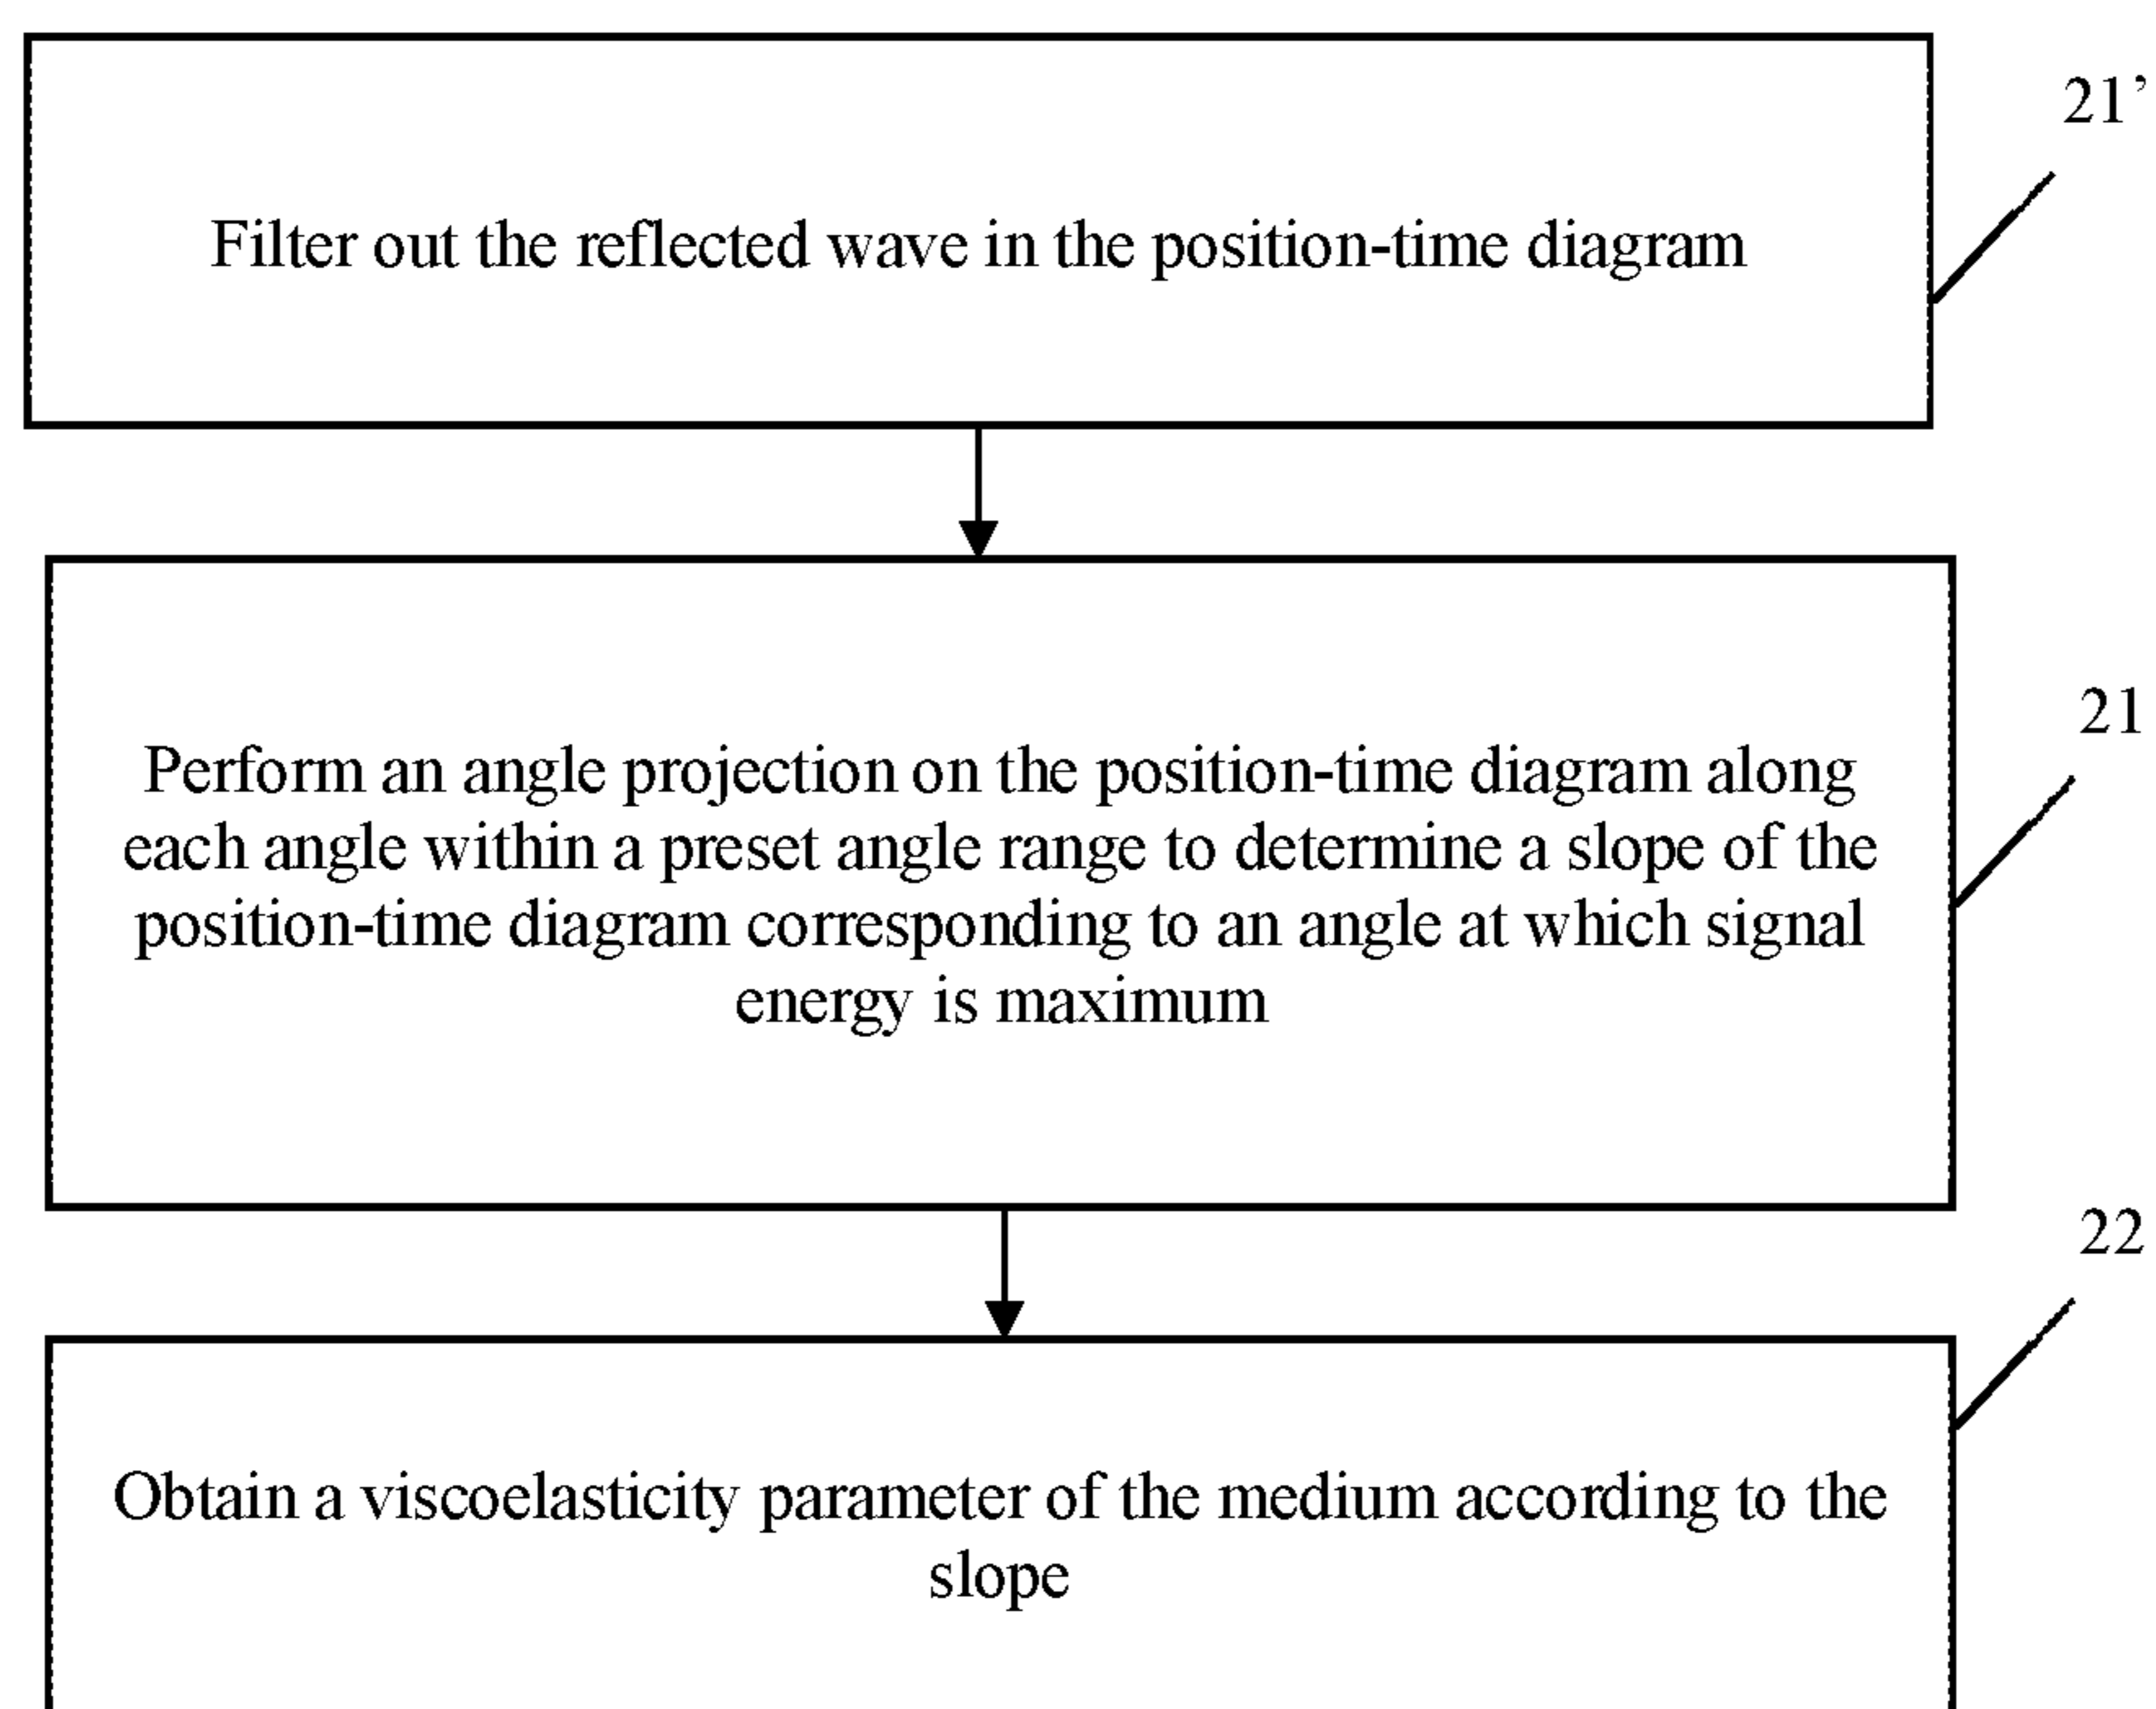 21’
Filter out the reflected wave in the position-time diagram
21
Perform an angle projection on the position-time diagram along
each angle within a preset angle range to determine a slope of the
position-time diagram corresponding to an angle at which signal
energy is maximum
22
Obtain a viscoelasticity parameter of the medium according to the
slope